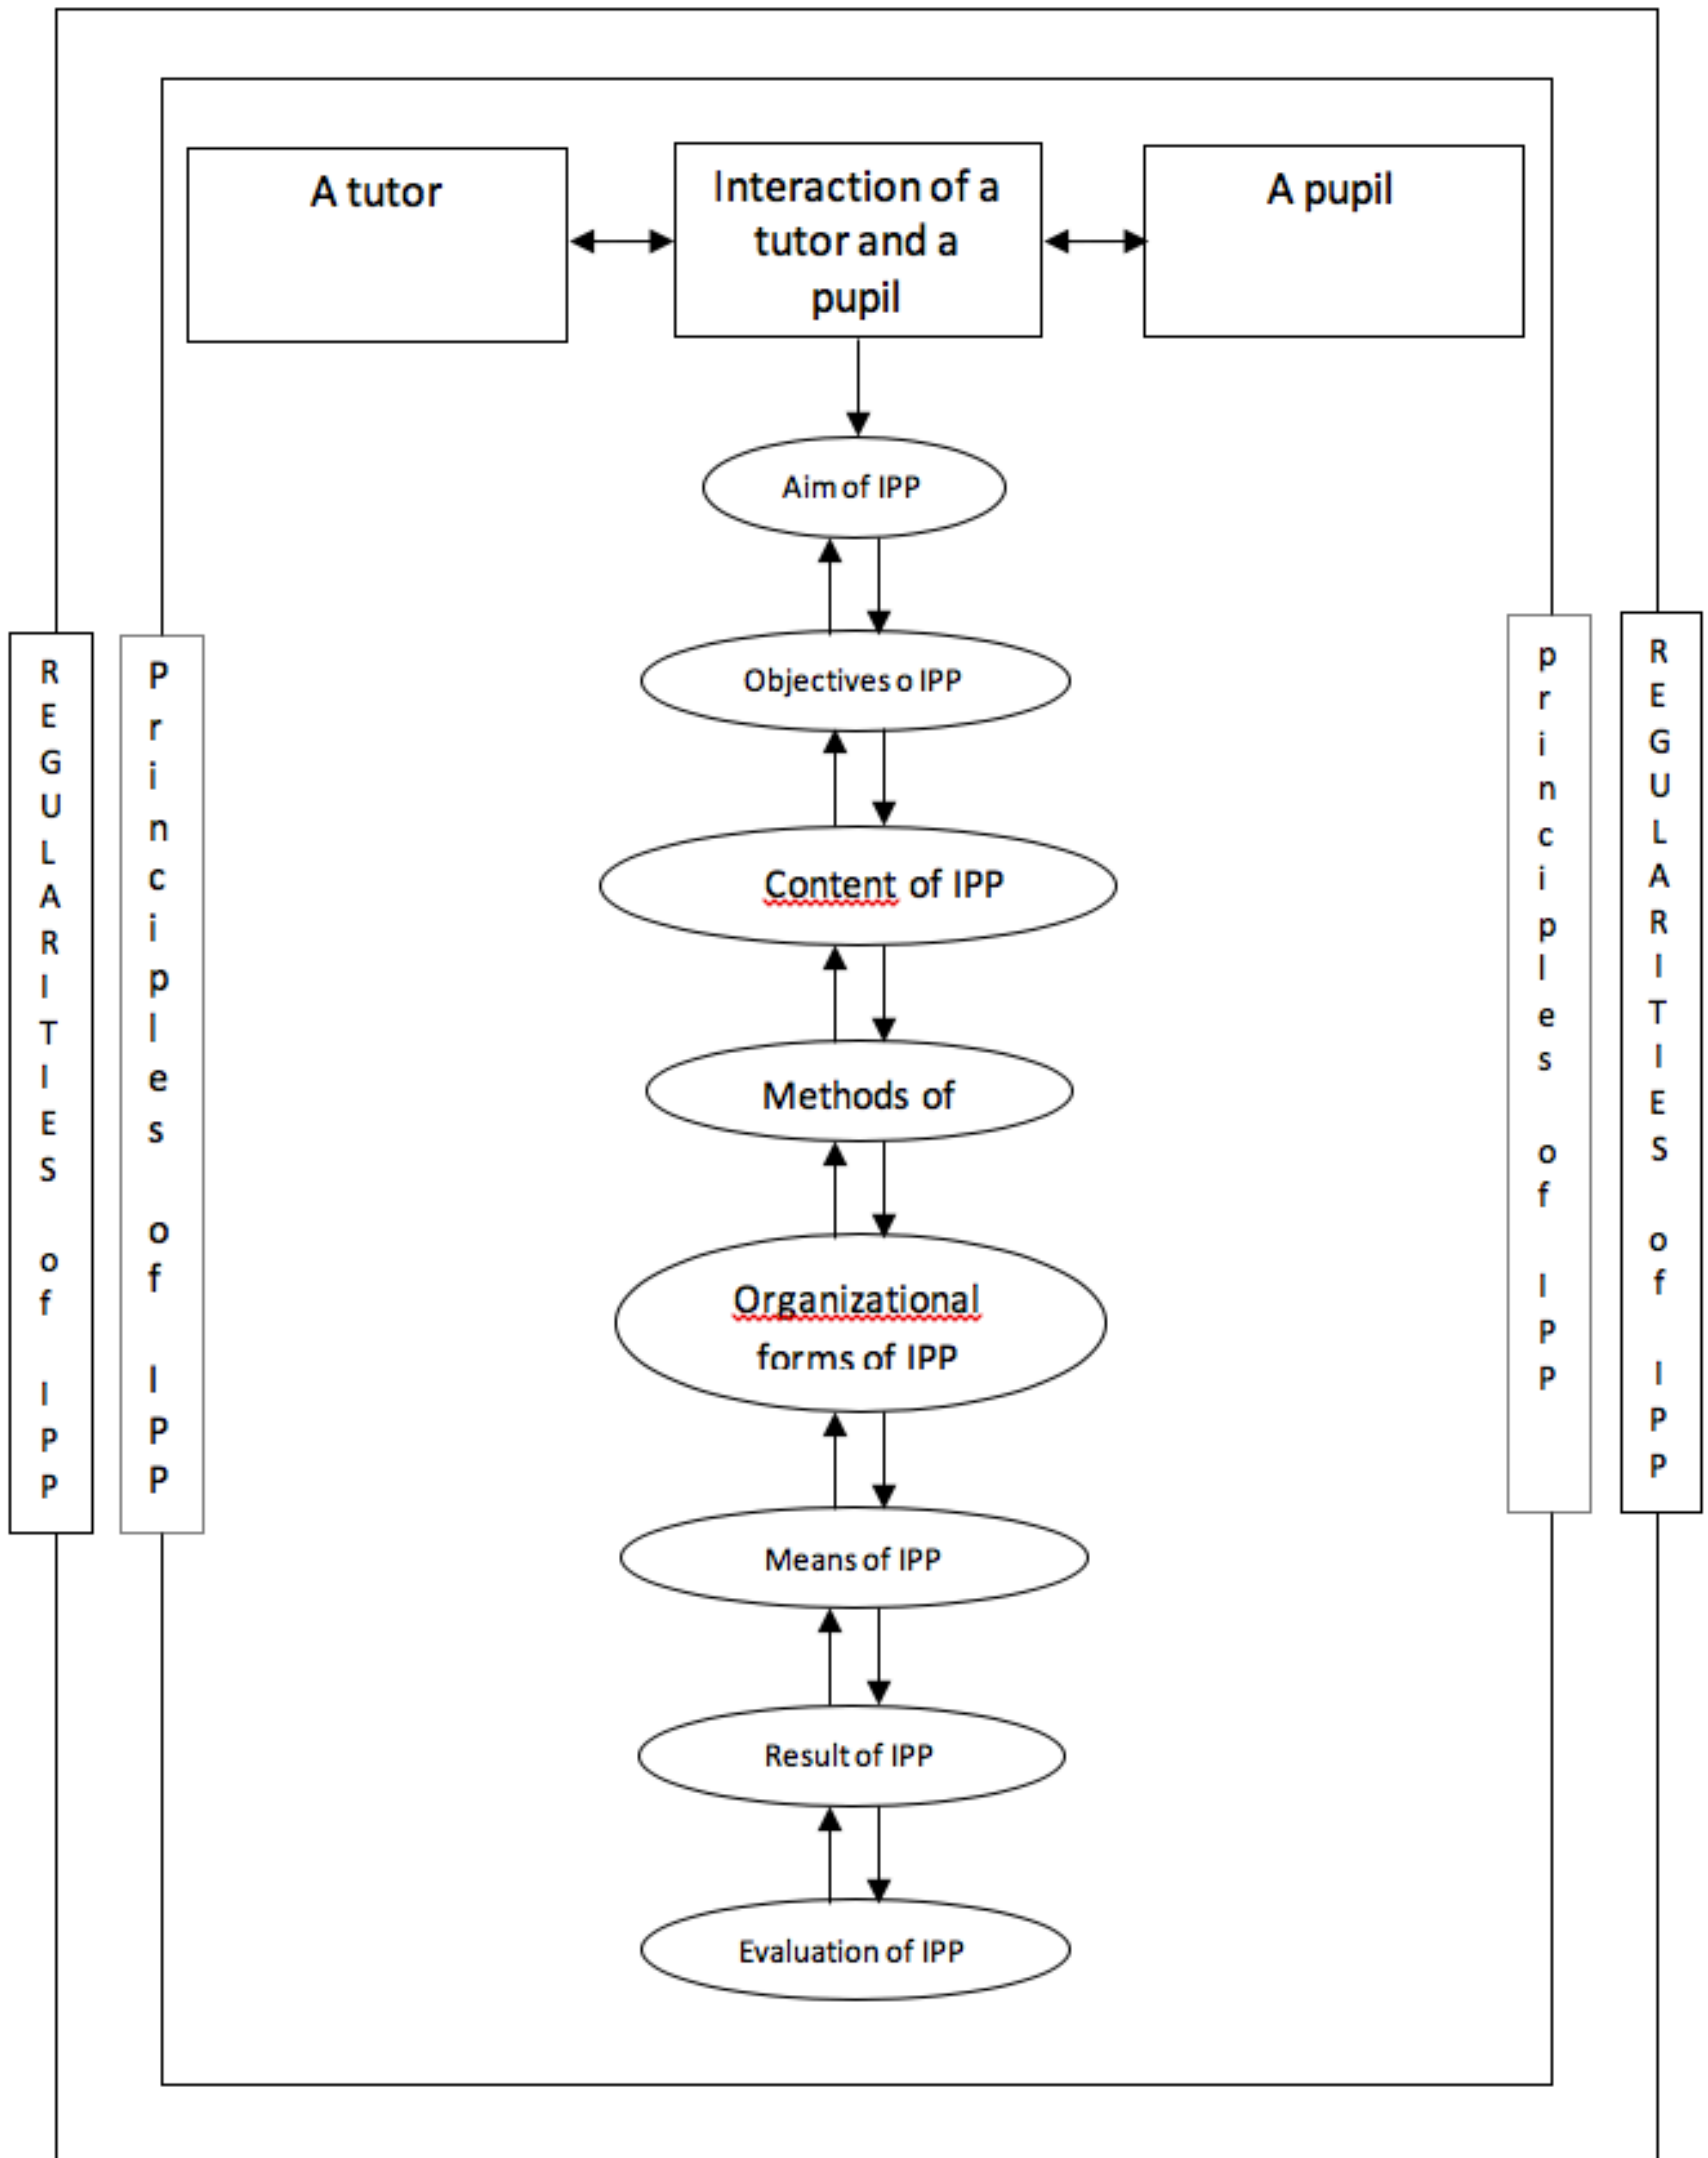 A tutor
Interaction of a
tutor and a
pupil
A pupil
Aim of IPP
Objectives o IPP
Content of IPP
Methods of
Organizational
forms of IPP
Means of IPP
Result of IPP
Evaluation of IPP
REGULARITIES of IPP
Principles of IPP
principles of IPP
REGULARITIES of IPP